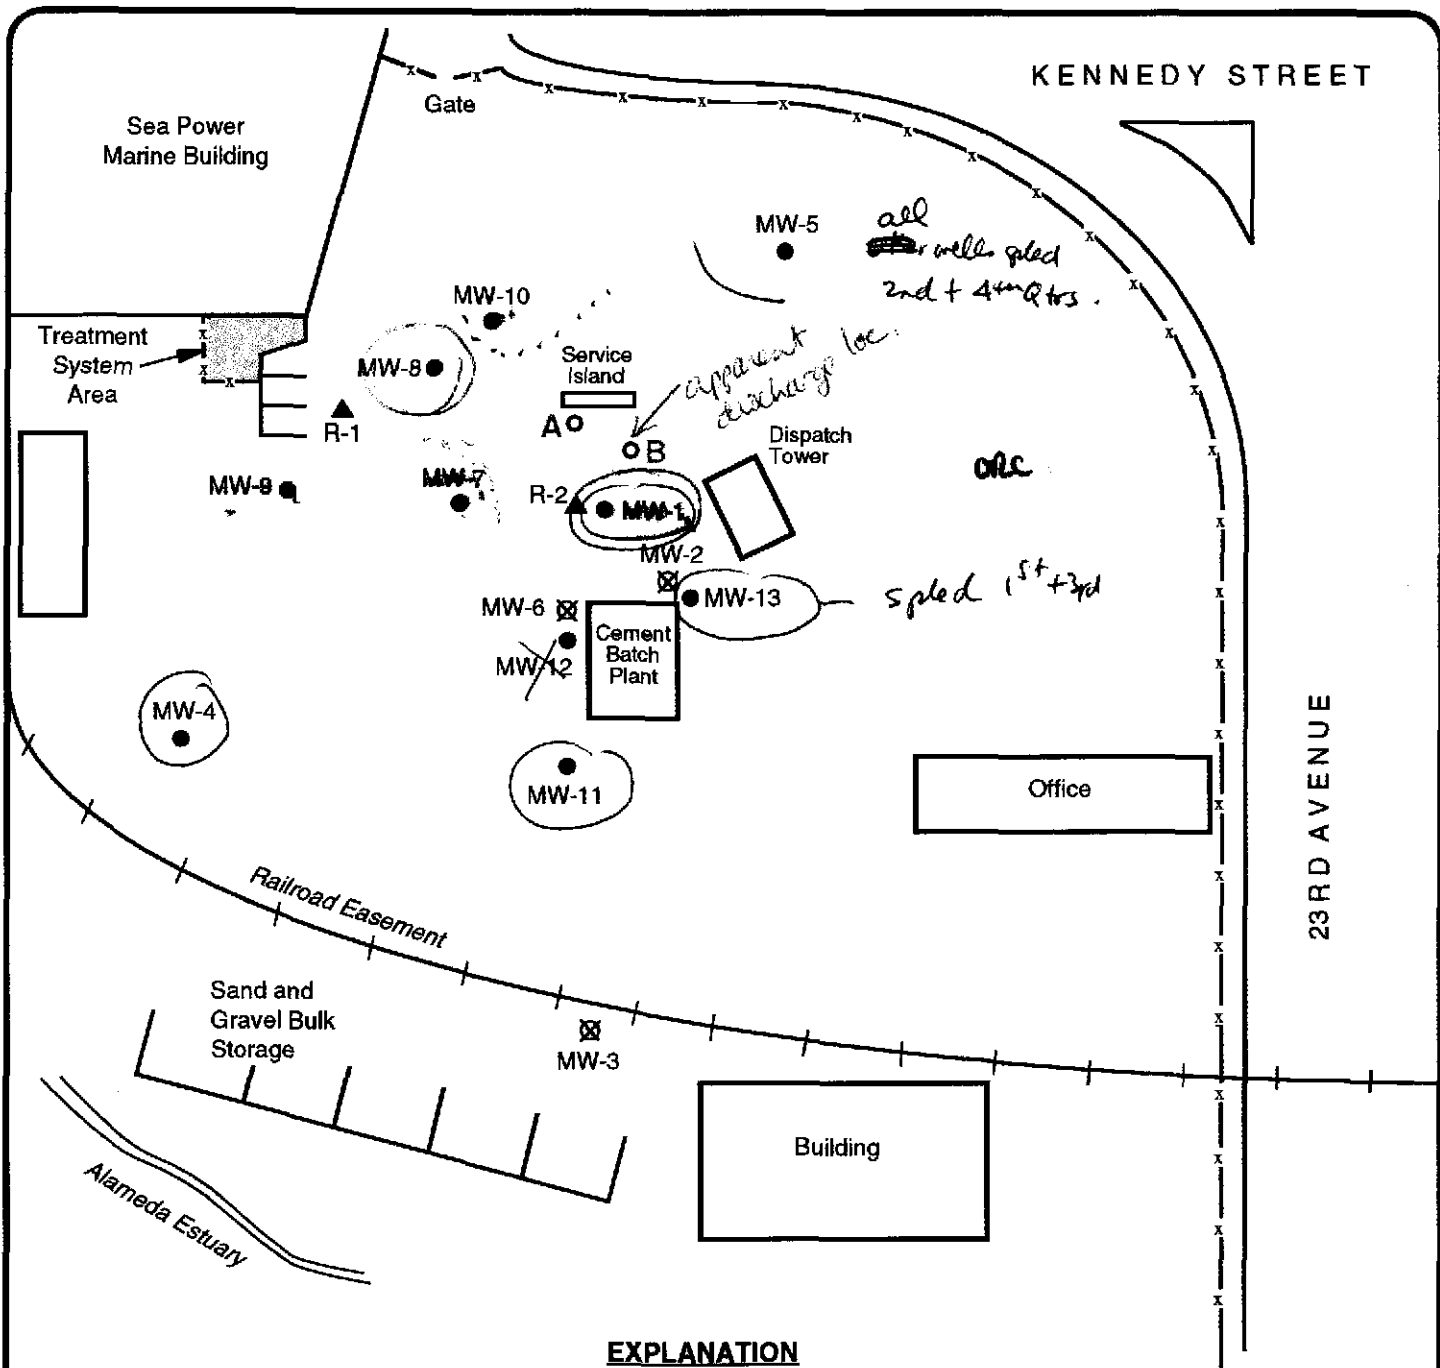 KENNEDY STREET
Gate
Sea Power
Marine Building
MW-5
all
wells spled
2nd + 4th Qtrs.
MW-10
Treatment
System
Area
MW-8
Service
Island
apparent
discharge loc.
A
B
R-1
Dispatch
Tower
ORC
MW-9
MW-7
R-2
MW-1
MW-2
MW-13
spled 1st + 3rd
MW-6
Cement
Batch
Plant
MW-12
MW-4
MW-11
Office
23RD AVENUE
Railroad Easement
Sand and
Gravel Bulk
Storage
MW-3
Building
Alameda Estuary
EXPLANATION